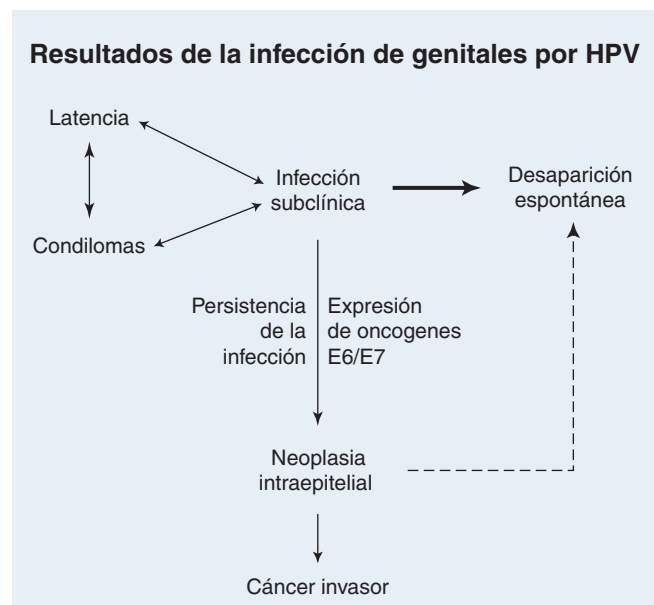 Resultados de la infección de genitales por HPV
Latencia
Infección
subclínica
Desaparición
espontánea
Condilomas
Persistencia
de la
infección
Expresión
de oncogenes
E6/E7
Neoplasia
intraepitelial
Cáncer invasor